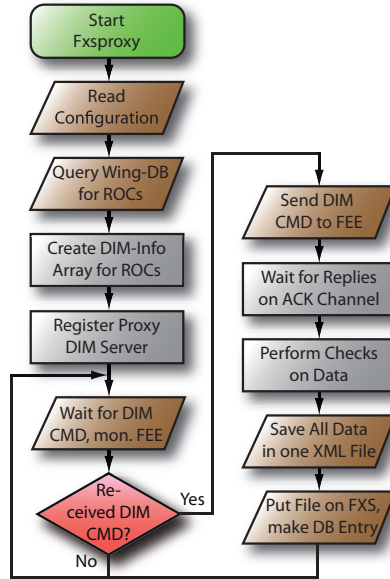 Start
Fxsproxy
Read
Configuration
Query Wing-DB
for ROCs
Create DIM-Info
Array for ROCs
Register Proxy
DIM Server
Wait for DIM
CMD, mon. FEE
Re-
ceived DIM
CMD?
Yes
No
Send DIM
CMD to FEE
Wait for Replies
on ACK Channel
Perform Checks
on Data
Save All Data
in one XML File
Put File on FXS,
make DB Entry